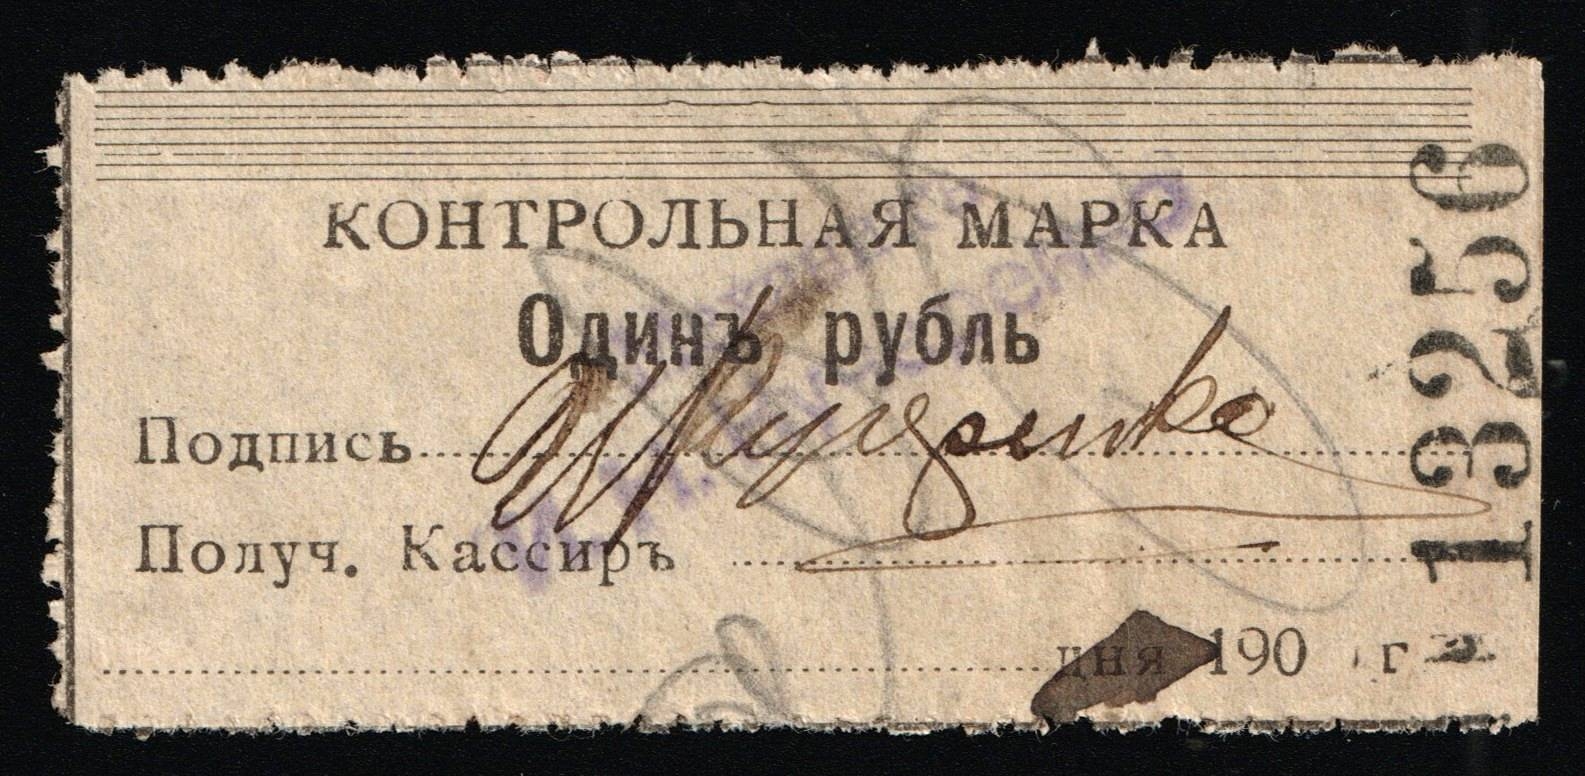 КОНТРОЛЬНАЯ МАРКА
Одинъ рубль
Подпись
Получ. Кассиръ
дня 190 г
13256